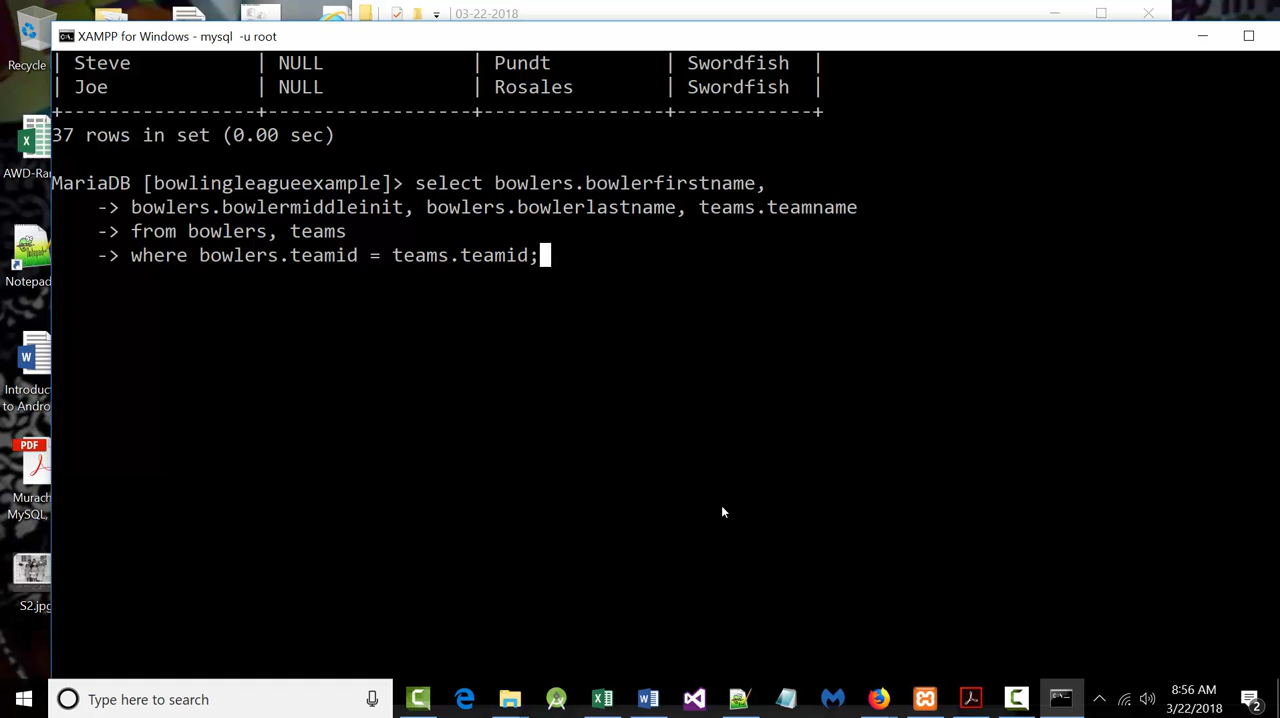 03-22-2018
XAMPP for Windows - mysql -u root
Recycle
| Steve | NULL | Pundt | Swordfish |
| Joe | NULL | Rosales | Swordfish |
+-----------------+------------------+----------------+------------+
37 rows in set (0.00 sec)
AWD-Ra
MariaDB [bowlingleagueexample]> select bowlers.bowlerfirstname,
-> bowlers.bowlermiddleinit, bowlers.bowlerlastname, teams.teamname
-> from bowlers, teams
-> where bowlers.teamid = teams.teamid;
Notepad
Introduc
to Andro
PDF
Murach
MySQL,
S2.jpg
Type here to search
8:56 AM
3/22/2018
2